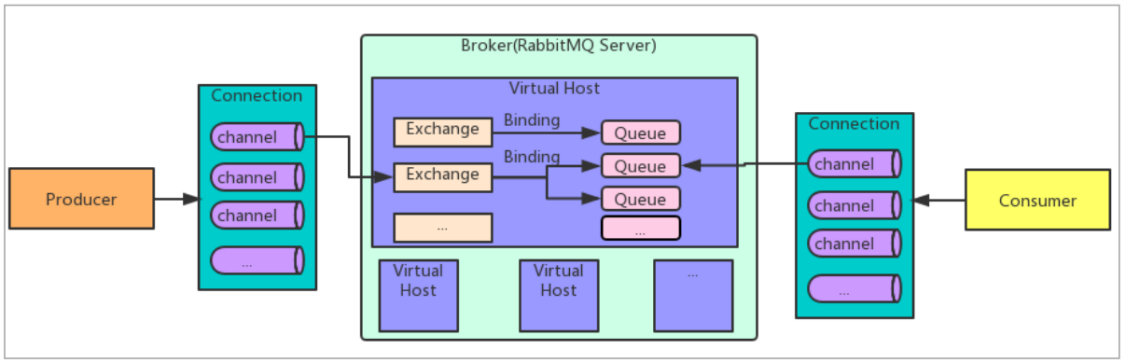 Broker(RabbitMQ Server)
Virtual Host
Connection
channel
channel
channel
...
Producer
Exchange
Binding
Queue
Exchange
Binding
Queue
Queue
...
...
Virtual
Host
Virtual
Host
...
Connection
channel
channel
channel
...
Consumer